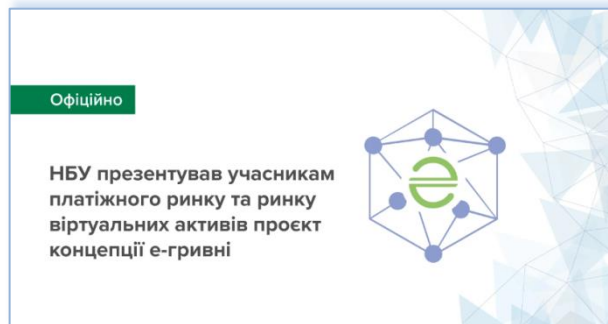 Офіційно
НБУ презентував учасникам
платіжного ринку та ринку
віртуальних активів проєкт
концепції е-гривні